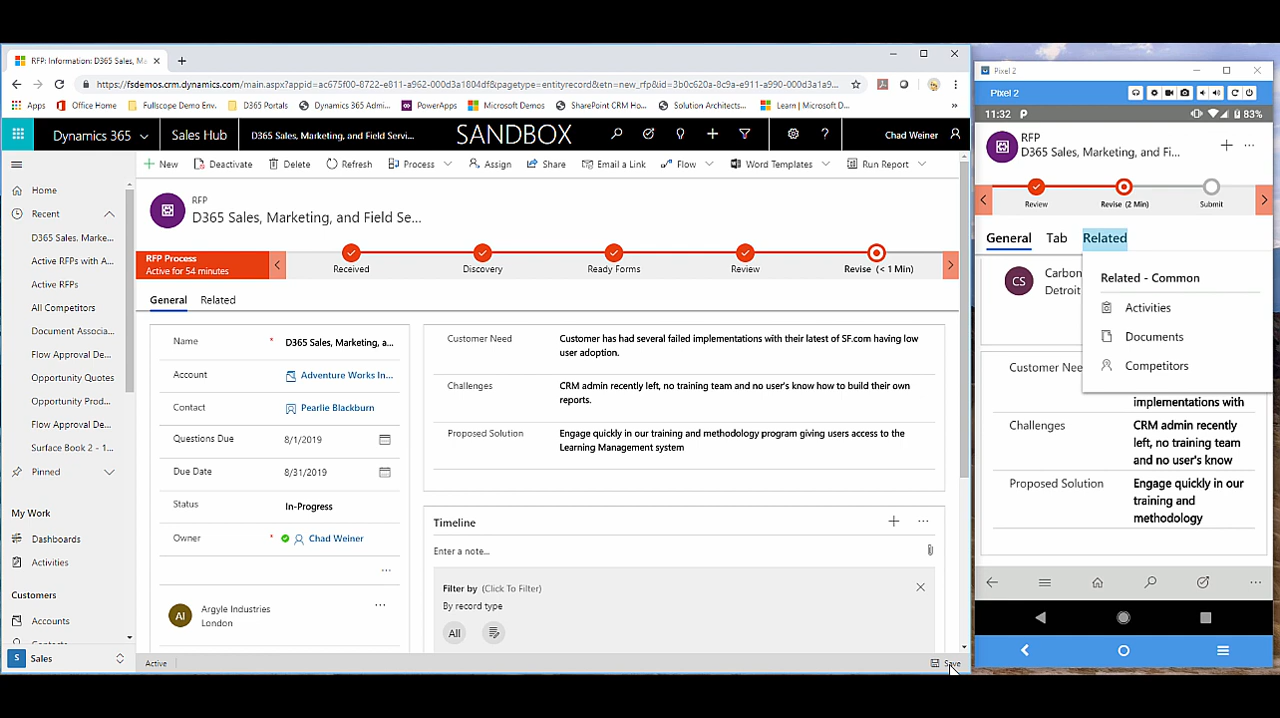 RFP: Information: D365 Sales, Ma
https://fsdemos.crm.dynamics.com/main.aspx?appid=ac675f00-8722-e811-a962-000d3a1804df&pagetype=entityrecord&etn=new_rfp&id=3b0c620a-8c9a-e911-a990-000d3a1a9...
Apps Office Home Fullscope Demo Env. D365 Portals Dynamics 365 Admi... PowerApps Microsoft Demos SharePoint CRM Ho... Solution Architects... Learn | Microsoft D... »
Dynamics 365 Sales Hub D365 Sales, Marketing, and Field Servi... SANDBOX Chad Weiner
New Deactivate Delete Refresh Process Assign Share Email a Link Flow Word Templates Run Report
Home
Recent
D365 Sales, Marke...
Active RFPs with A...
Active RFPs
All Competitors
Document Associa...
Flow Approval De...
Opportunity Quotes
Opportunity Prod...
Flow Approval De...
Surface Book 2 - 1...
Pinned
My Work
Dashboards
Activities
Customers
Accounts
S Sales
RFP
D365 Sales, Marketing, and Field Se...
RFP Process
Active for 54 minutes
Received Discovery Ready Forms Review Revise (< 1 Min)
General Related
Name * D365 Sales, Marketing, a...
Account Adventure Works In...
Contact Pearlie Blackburn
Questions Due 8/1/2019
Due Date 8/31/2019
Status In-Progress
Owner * Chad Weiner
...
AI Argyle Industries ...
London
Customer Need Customer has had several failed implementations with their latest of SF.com having low
user adoption.
Challenges CRM admin recently left, no training team and no user's know how to build their own
reports.
Proposed Solution Engage quickly in our training and methodology program giving users access to the
Learning Management system
Timeline
Enter a note...
Filter by (Click To Filter)
By record type
All
Active Save
Pixel 2
Pixel 2
11:32 83%
RFP
D365 Sales, Marketing, and Fi...
Review Revise (2 Min) Submit
General Tab Related
CS Carbon
Detroit
Related - Common
Activities
Documents
Competitors
Customer Nee
implementations with
Challenges CRM admin recently
left, no training team
and no user's know
Proposed Solution Engage quickly in our
training and
methodology